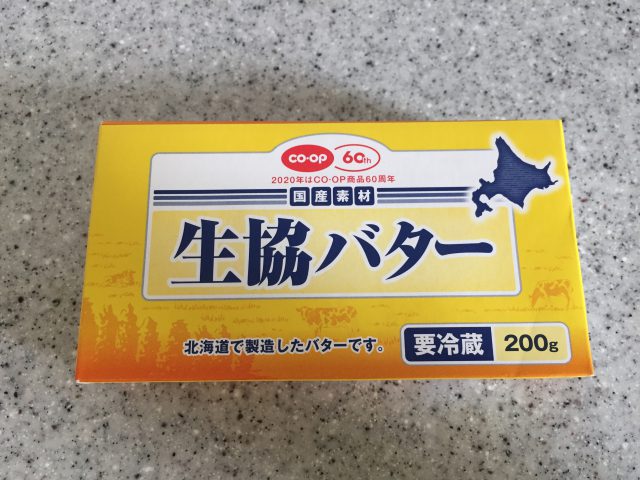 CO·OP 60th
2020年はCO·OP商品60周年
国産素材
生協バター
北海道で製造したバターです。
要冷蔵 200g